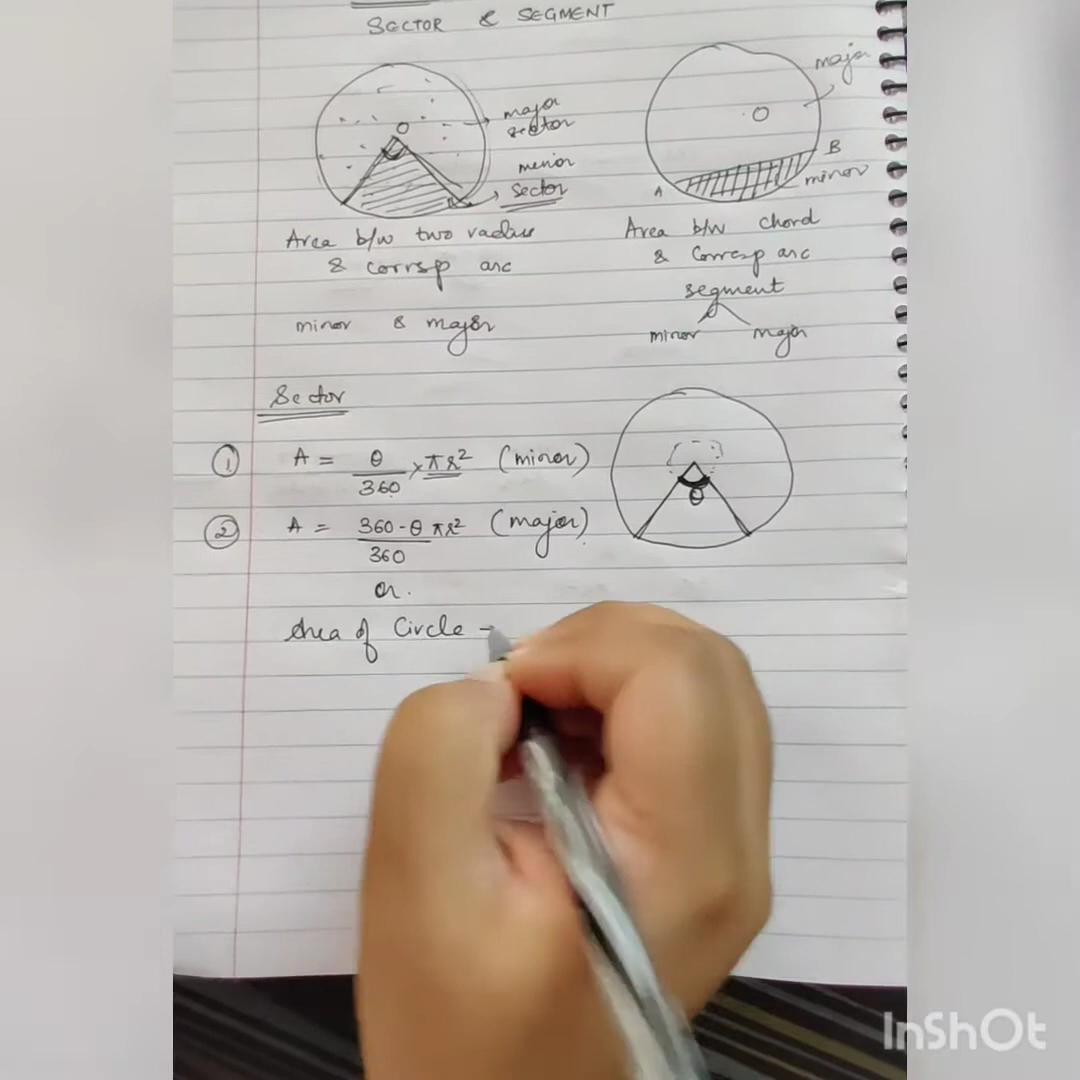 SECTOR & SEGMENT
O
major
sector
menior
sector
Area b/w two radius
& corrsp arc
minor & major
major
O
B
A
minor
Area b/w chord
& Corresp arc
segment
minor major
Sector
① A = θ/360 × πr² (minor)
② A = 360-θ/360 πr² (major)
or.
Area of Circle -
θ
InShOt